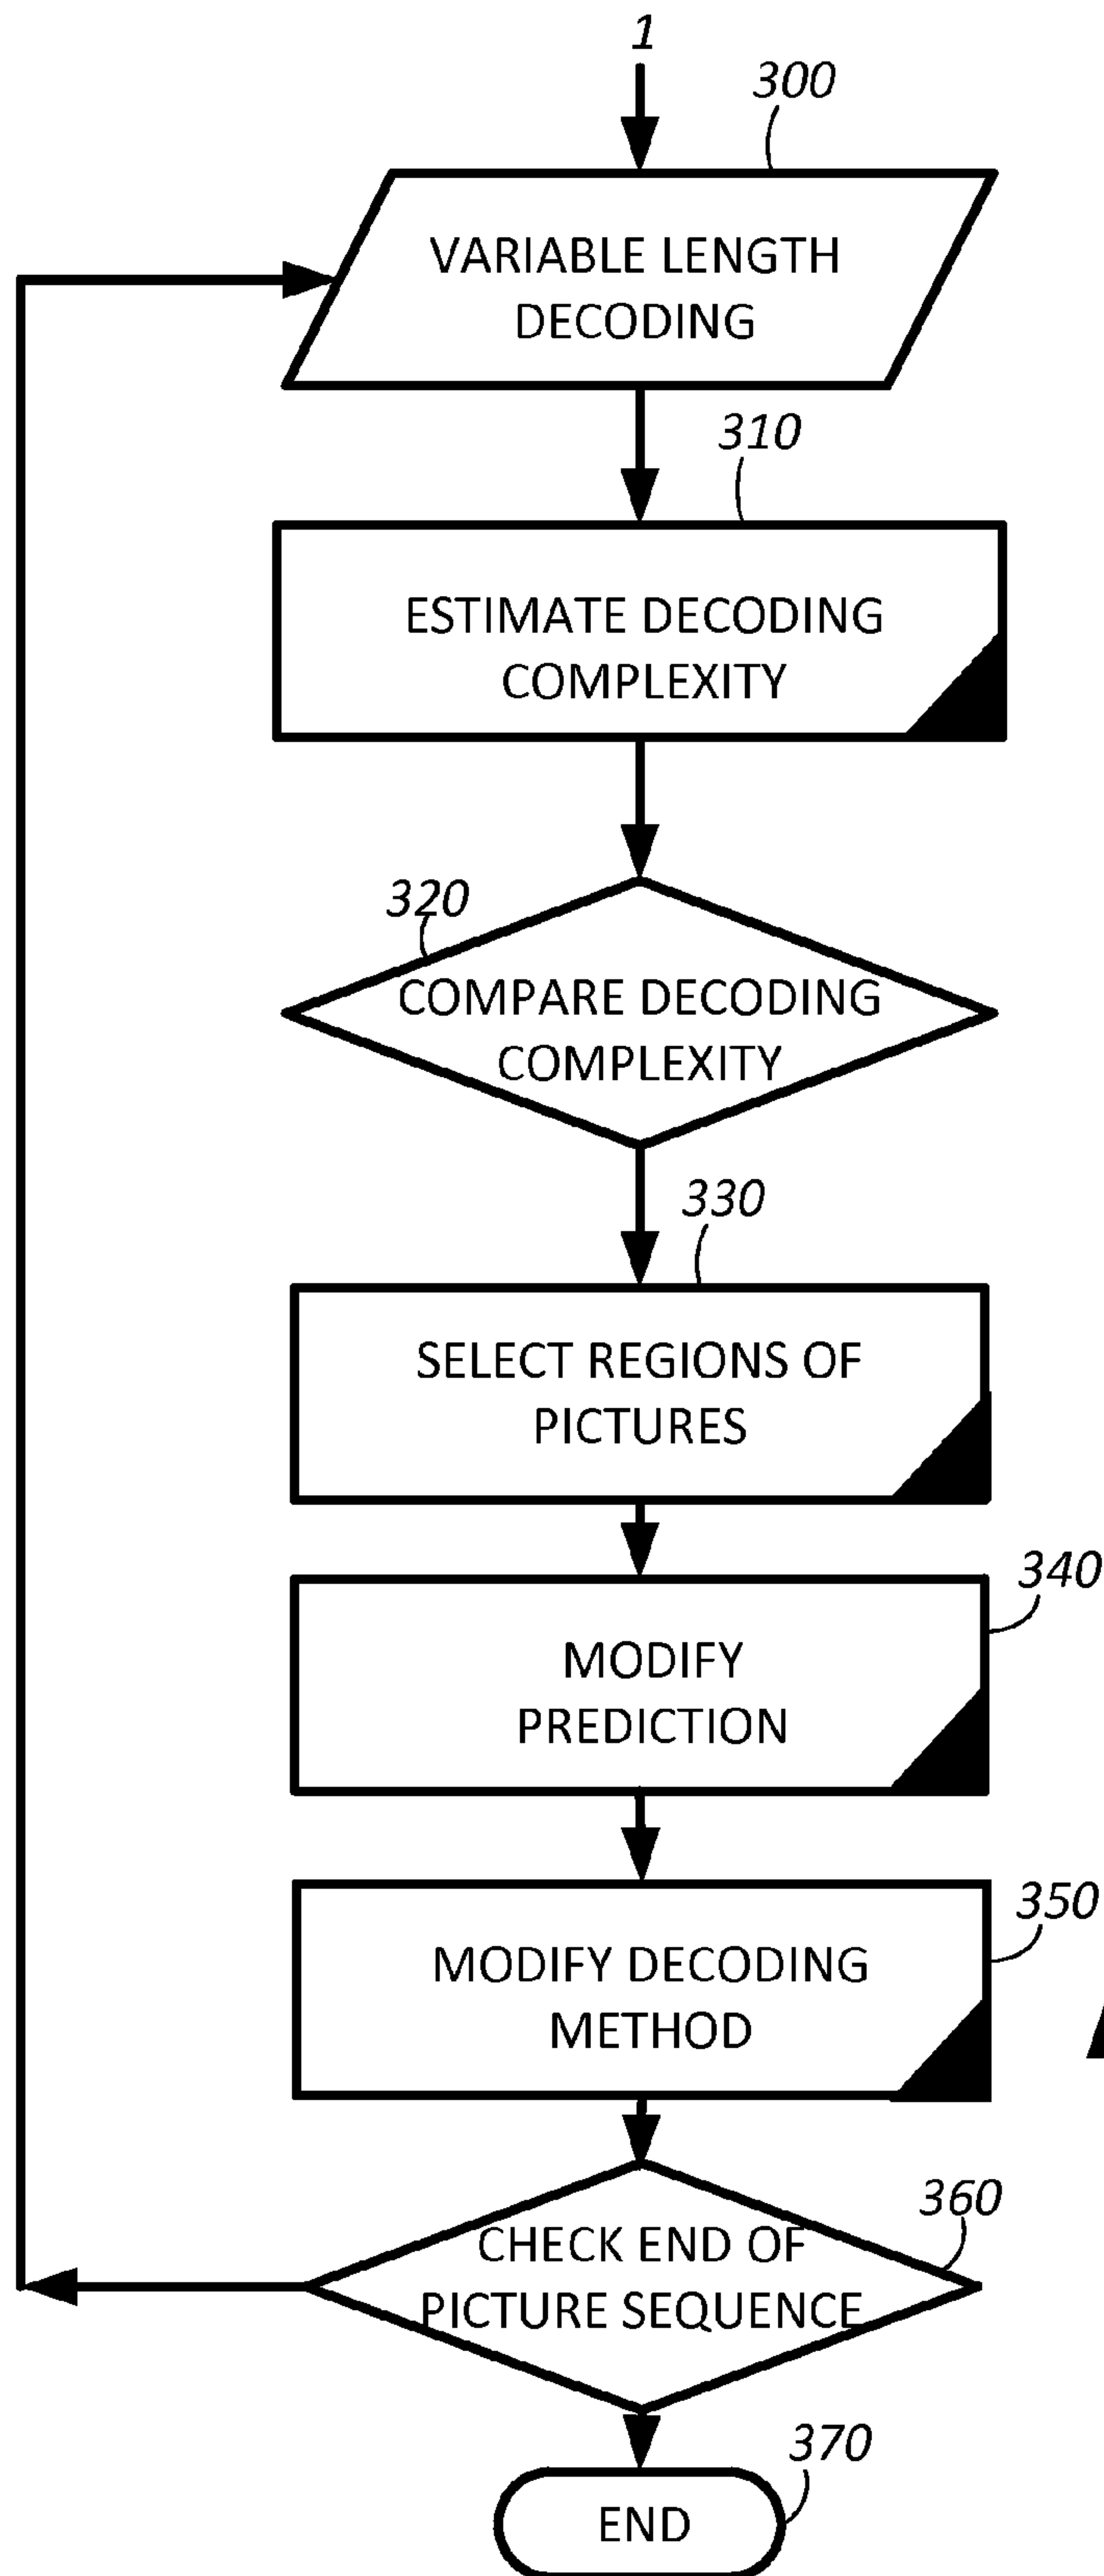 1
300
VARIABLE LENGTH
DECODING
310
ESTIMATE DECODING
COMPLEXITY
320
COMPARE DECODING
COMPLEXITY
330
SELECT REGIONS OF
PICTURES
340
MODIFY
PREDICTION
350
MODIFY DECODING
METHOD
360
CHECK END OF
PICTURE SEQUENCE
370
END